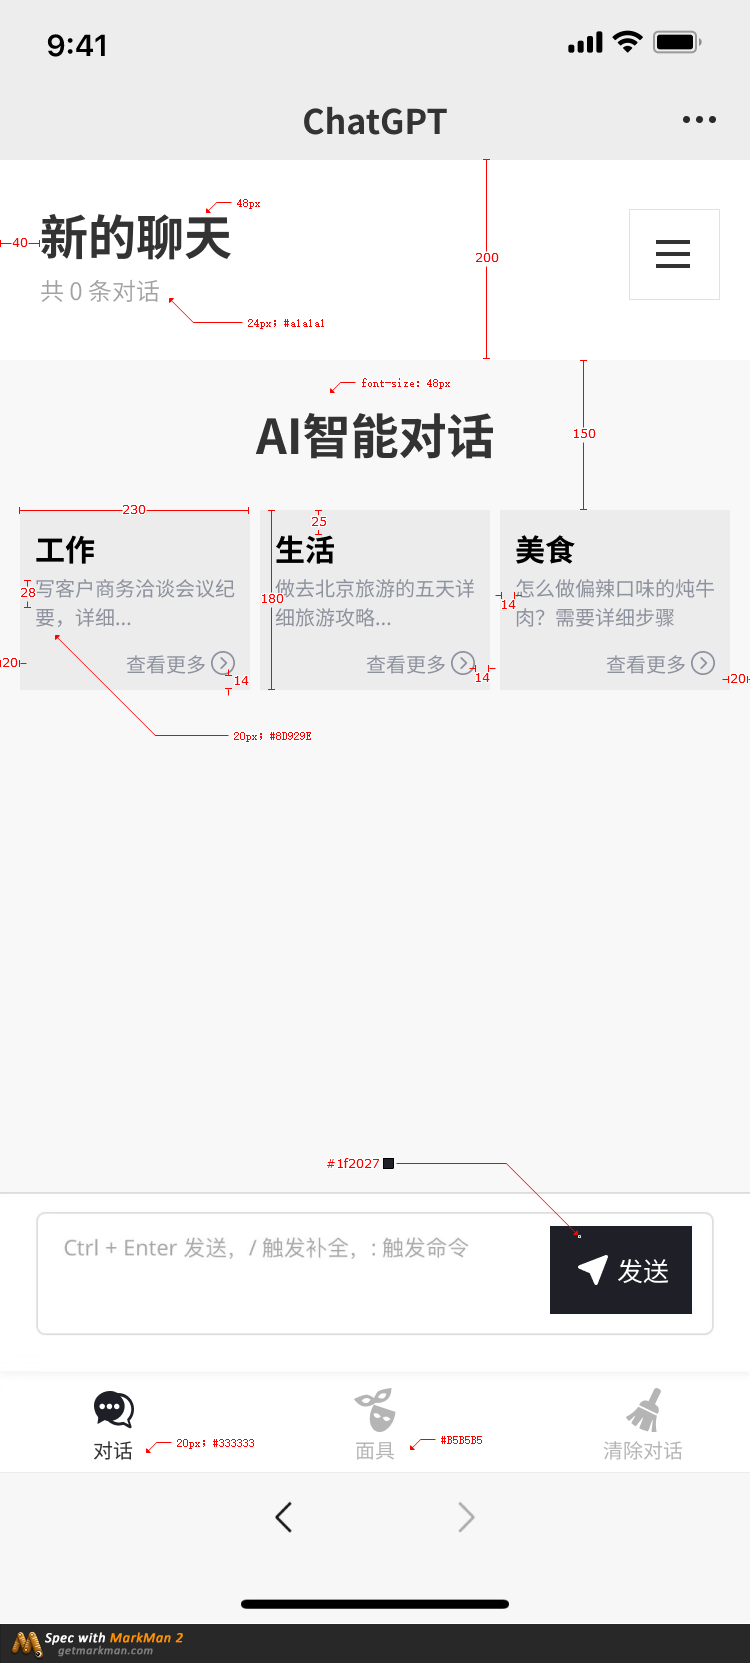 9:41
ChatGPT
48px
新的聊天
40
共 0 条对话
200
24px; #a1a1a1
font-size: 48px
AI智能对话
150
230
25
工作
生活
美食
写客户商务洽谈会议纪
要，详细...
28
做去北京旅游的五天详
细旅游攻略...
180
怎么做偏辣口味的炖牛
肉？需要详细步骤
14
20
查看更多
14
查看更多
14
查看更多
20
20px; #8D929E
#1f2027
Ctrl + Enter 发送，/ 触发补全，: 触发命令
发送
对话
20px; #333333
面具
#B5B5B5
清除对话
Spec with MarkMan 2
getmarkman.com